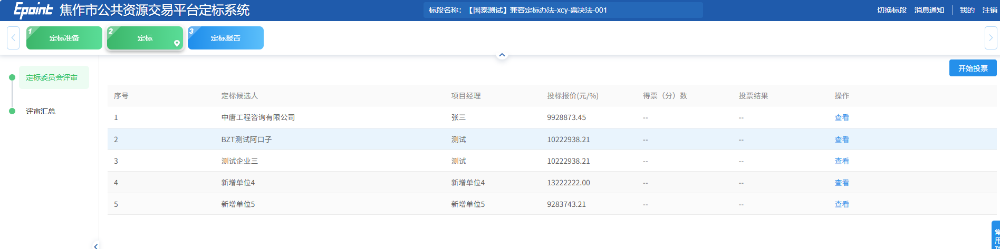 Epoint 焦作市公共资源交易平台定标系统
标段名称：【国泰测试】兼容定标办法-xcy-票决法-001
切换标段 消息通知 我的 注销
1 定标准备
2 定标
3 定标报告
开始投票
定标委员会评审
评审汇总
序号 定标候选人 项目经理 投标报价(元/%) 得票（分）数 投票结果 操作
1 中唐工程咨询有限公司 张三 9928873.45 -- -- 查看
2 BZT测试阿口子 测试 10222938.21 -- -- 查看
3 测试企业三 测试 10222938.21 -- -- 查看
4 新增单位4 新增单位4 13222222.00 -- -- 查看
5 新增单位5 新增单位5 9283743.21 -- -- 查看
常
用